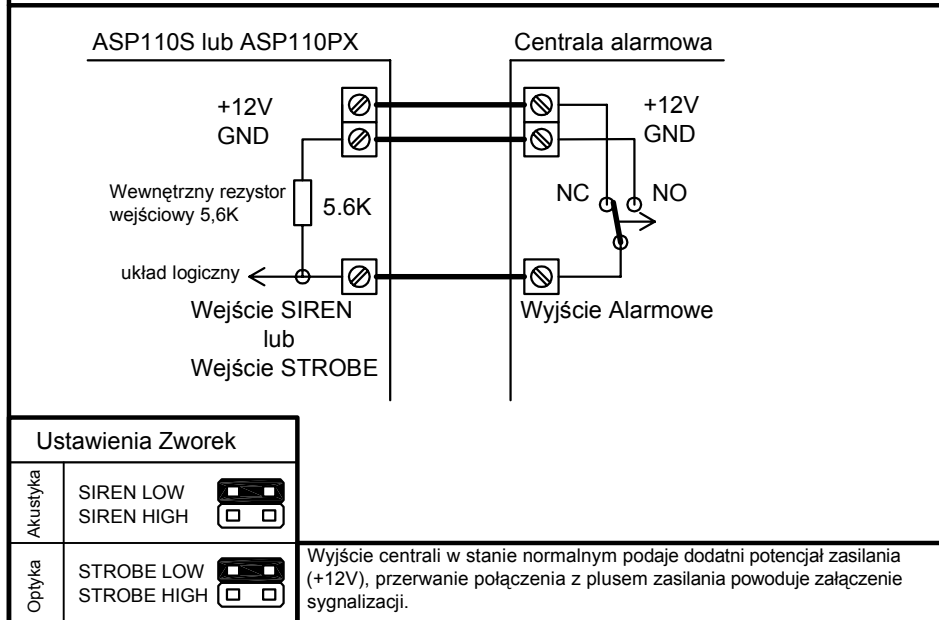 ASP110S lub ASP110PX
Centrala alarmowa
+12V
GND
+12V
GND
Wewnętrzny rezystor
wejściowy 5,6K
5.6K
NC
NO
układ logiczny
Wejście SIREN
lub
Wejście STROBE
Wyjście Alarmowe
Ustawienia Zworek
Akustyka
SIREN LOW
SIREN HIGH
Optyka
STROBE LOW
STROBE HIGH
Wyjście centrali w stanie normalnym podaje dodatni potencjał zasilania
(+12V), przerwanie połączenia z plusem zasilania powoduje załączenie
sygnalizacji.